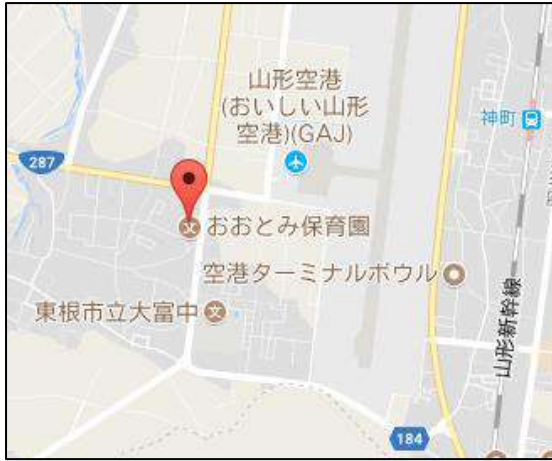 山形空港
(おいしい山形
空港)(GAJ)
神町
287
おおとみ保育園
空港ターミナルボウル
東根市立大富中
文
山形新幹線
184